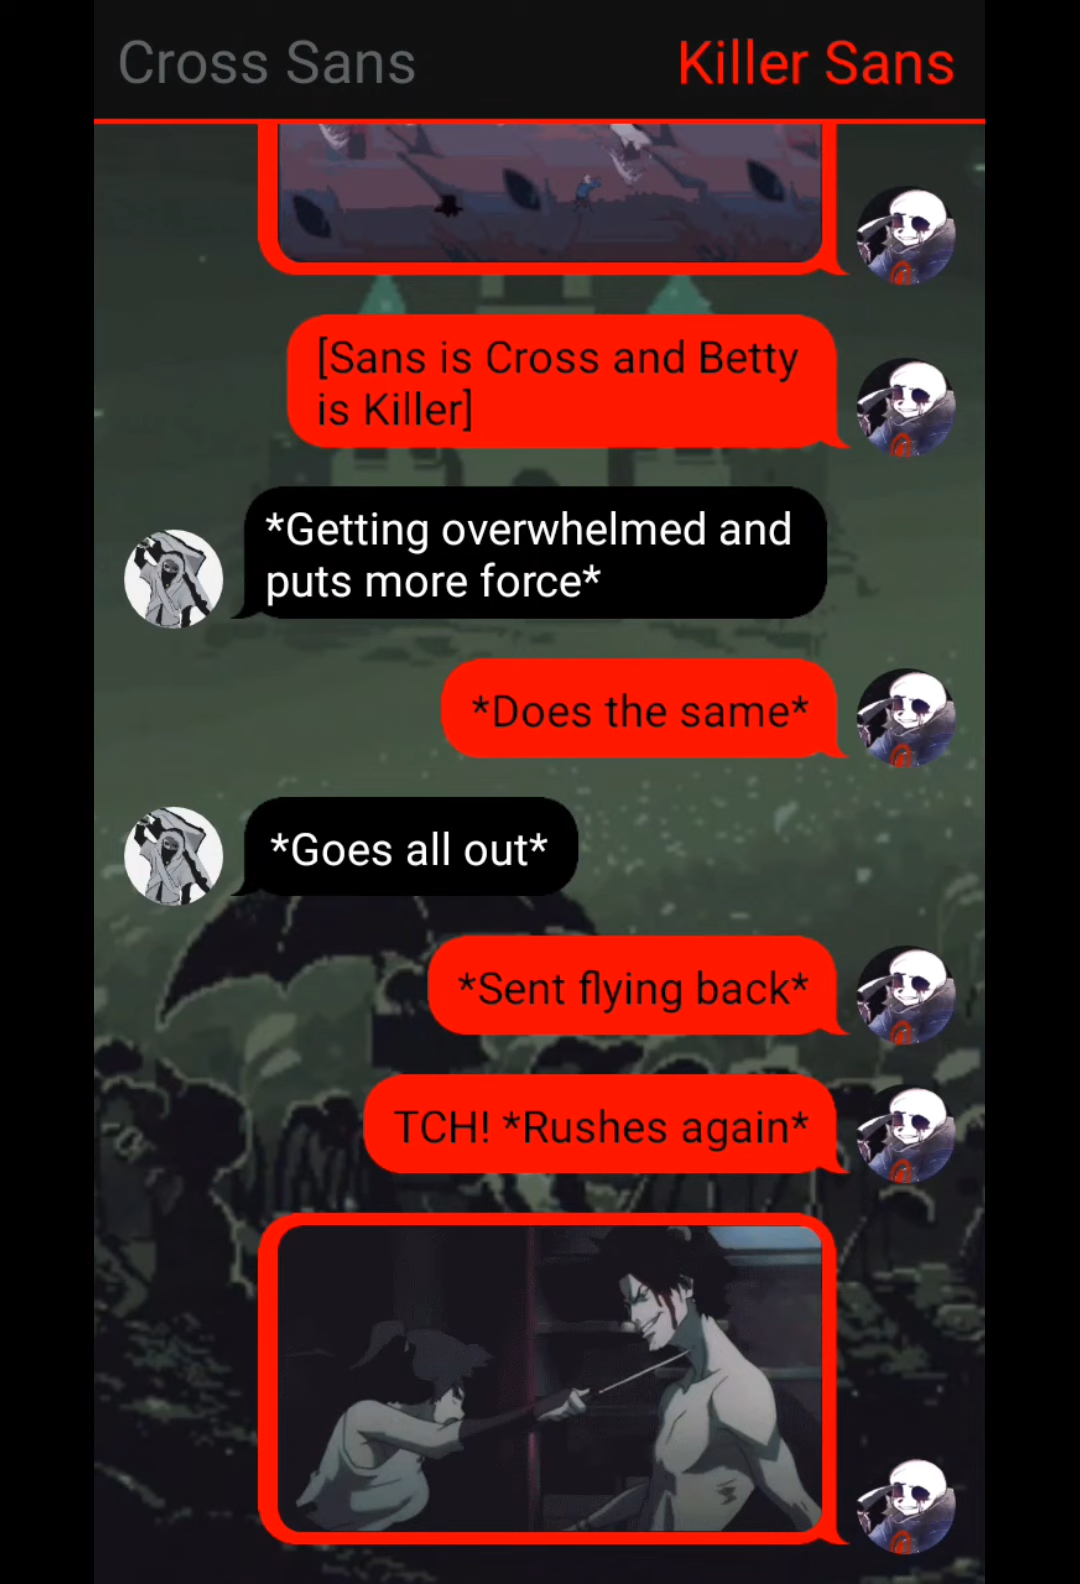 Cross Sans
Killer Sans
[Sans is Cross and Betty
is Killer]
*Getting overwhelmed and
puts more force*
*Does the same*
*Goes all out*
*Sent flying back*
TCH! *Rushes again*